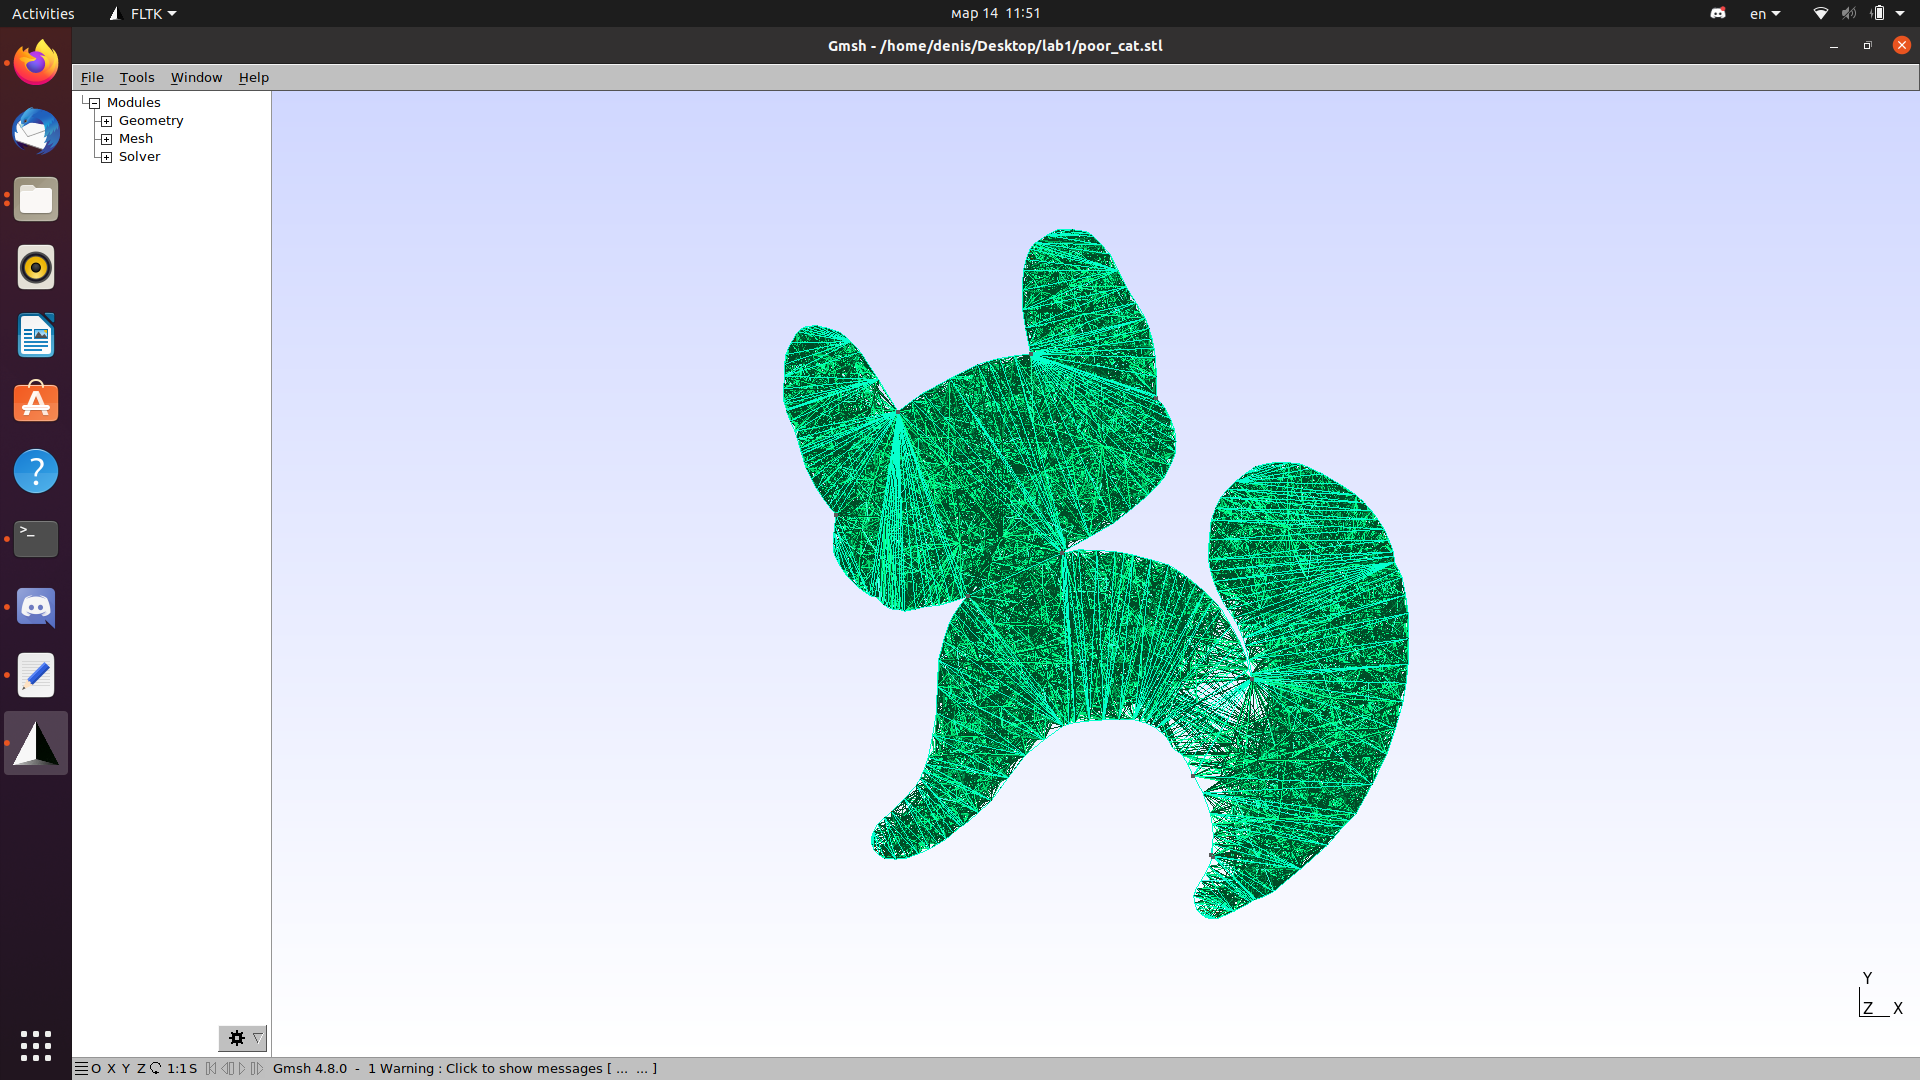 Activities FLTK мар 14 11:51 en
Gmsh - /home/denis/Desktop/lab1/poor_cat.stl
File Tools Window Help
Modules
Geometry
Mesh
Solver
>_
?
Y
Z X
O X Y Z 1:1 S Gmsh 4.8.0 - 1 Warning : Click to show messages [ ... ... ]